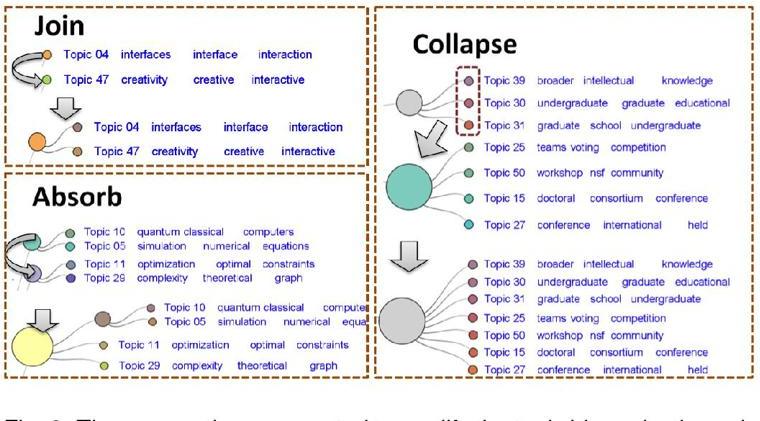 Join
Topic 04 interfaces interface interaction
Topic 47 creativity creative interactive
Topic 04 interfaces interface interaction
Topic 47 creativity creative interactive
Absorb
Topic 10 quantum classical computers
Topic 05 simulation numerical equations
Topic 11 optimization optimal constraints
Topic 29 complexity theoretical graph
Topic 10 quantum classical compute
Topic 05 simulation numerical equa
Topic 11 optimization optimal constraints
Topic 29 complexity theoretical graph
Collapse
Topic 39 broader intellectual knowledge
Topic 30 undergraduate graduate educational
Topic 31 graduate school undergraduate
Topic 25 teams voting competition
Topic 50 workshop nsf community
Topic 15 doctoral consortium conference
Topic 27 conference international held
Topic 39 broader intellectual knowledge
Topic 30 undergraduate graduate educational
Topic 31 graduate school undergraduate
Topic 25 teams voting competition
Topic 50 workshop nsf community
Topic 15 doctoral consortium conference
Topic 27 conference international held